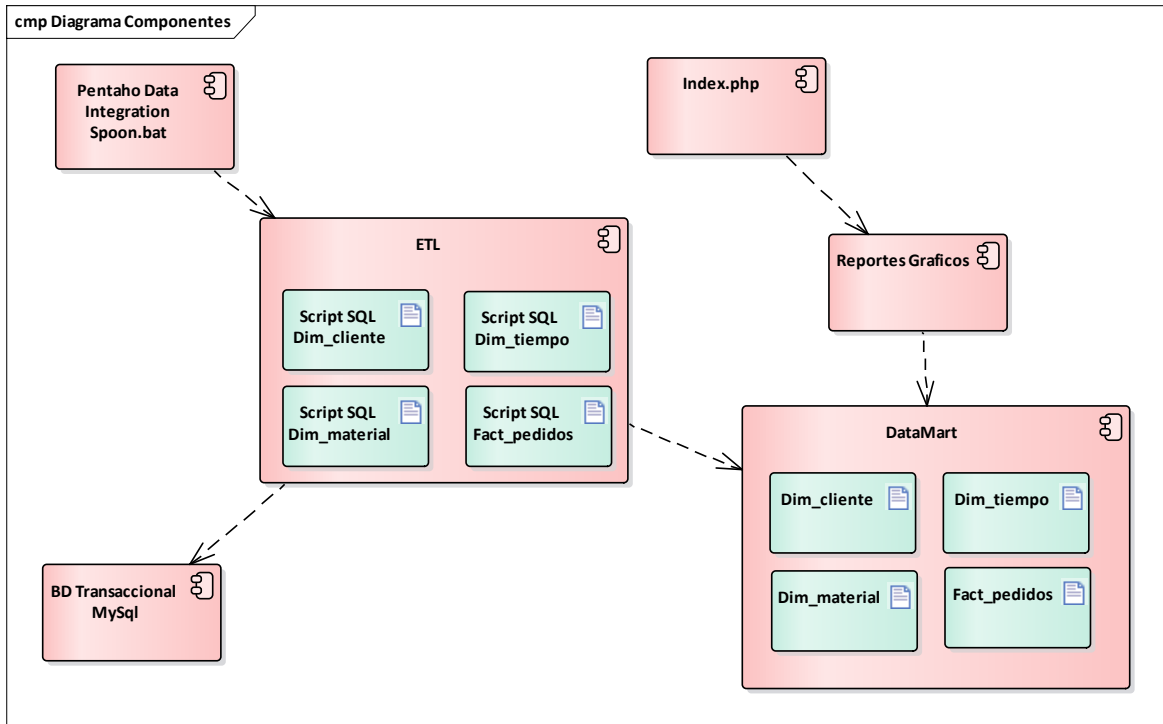 cmp Diagrama Componentes
Pentaho Data
Integration
Spoon.bat
Index.php
ETL
Script SQL
Dim_cliente
Script SQL
Dim_tiempo
Script SQL
Dim_material
Script SQL
Fact_pedidos
Reportes Graficos
BD Transaccional
MySql
DataMart
Dim_cliente
Dim_tiempo
Dim_material
Fact_pedidos